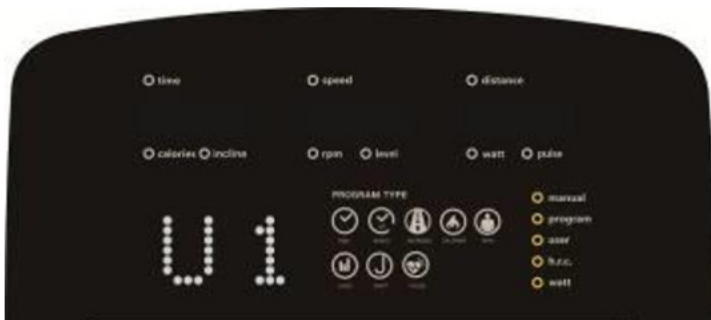 time speed distance
calories incline rpm level watt pulse
PROGRAM TYPE
manual
program
user
h.r.c.
watt
U1